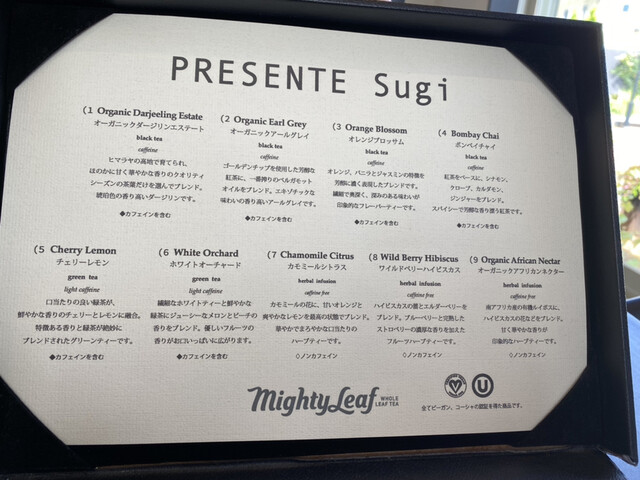 PRESENTE Sugi
(1 Organic Darjeeling Estate
オーガニックダージリンエステート
black tea
caffeine
ヒマラヤの高地で育てられ、
ほのかに甘く華やかな香りのクオリティ
シーズンの茶葉だけを選んでブレンド。
琥珀色の香り高いダージリンです。
◆カフェインを含む
(2 Organic Earl Grey
オーガニックアールグレイ
black tea
caffeine
ゴールデンチップを使用した芳醇な
紅茶に、一番搾りのベルガモット
オイルをブレンド。エキゾチックな
味わいの香り高いアールグレイです。
◆カフェインを含む
(3 Orange Blossom
オレンジブロッサム
black tea
caffeine
オレンジ、バニラとジャスミンの特徴を
芳醇に濃く表現したブレンドです。
繊細で奥深く、深みのある味わいが
印象的なフレーバーティーです。
◆カフェインを含む
(4 Bombay Chai
ボンベイチャイ
black tea
caffeine
紅茶をベースに、シナモン、
クローブ、カルダモン、
ジンジャーをブレンド。
スパイシーで芳醇な香り漂う紅茶です。
◆カフェインを含む
(5 Cherry Lemon
チェリーレモン
green tea
light caffeine
口当たりの良い緑茶が、
鮮やかな香りのチェリーとレモンに融合。
特徴ある香りと緑茶が絶妙に
ブレンドされたグリーンティーです。
◆カフェインを含む
(6 White Orchard
ホワイトオーチャード
green tea
light caffeine
繊細なホワイトティーと鮮やかな
緑茶にジューシーなメロンとピーチの
香りをブレンド。優しいフルーツの
香りがお口いっぱいに広がります。
◆カフェインを含む
(7 Chamomile Citrus
カモミールシトラス
herbal infusion
caffeine free
カモミールの花に、甘いオレンジと
爽やかなレモンを最高の状態でブレンド。
華やかでまろやかな口当たりの
ハーブティーです。
◇ノンカフェイン
(8 Wild Berry Hibiscus
ワイルドベリーハイビスカス
herbal infusion
caffeine free
ハイビスカスの蕾とエルダーベリーを
ブレンド。ブルーベリーと完熟した
ストロベリーの濃厚な香りを加えた
フルーツハーブティーです。
◇ノンカフェイン
(9 Organic African Nectar
オーガニックアフリカンネクター
herbal infusion
caffeine free
南アフリカ産の有機ルイボスに、
ハイビスカスの花などをブレンド。
甘く華やかな香りが
印象的なハーブティーです。
◇ノンカフェイン
Mighty Leaf
WHOLE
LEAF TEA
U
全てビーガン、コーシャの認証を得た商品です。